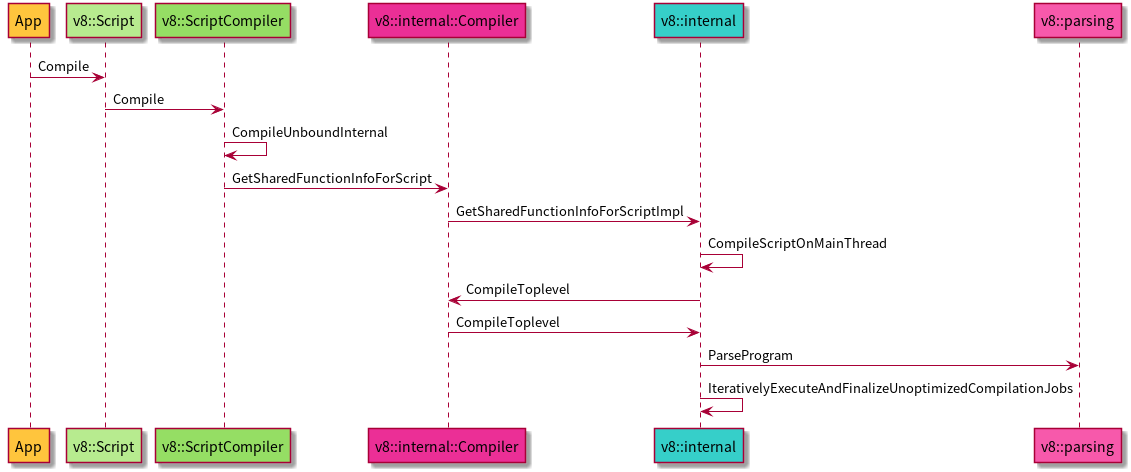 App v8::Script v8::ScriptCompiler v8::internal::Compiler v8::internal v8::parsing
Compile
Compile
CompileUnboundInternal
GetSharedFunctionInfoForScript
GetSharedFunctionInfoForScriptImpl
CompileScriptOnMainThread
CompileToplevel
CompileToplevel
ParseProgram
IterativelyExecuteAndFinalizeUnoptimizedCompilationJobs
App v8::Script v8::ScriptCompiler v8::internal::Compiler v8::internal v8::parsing